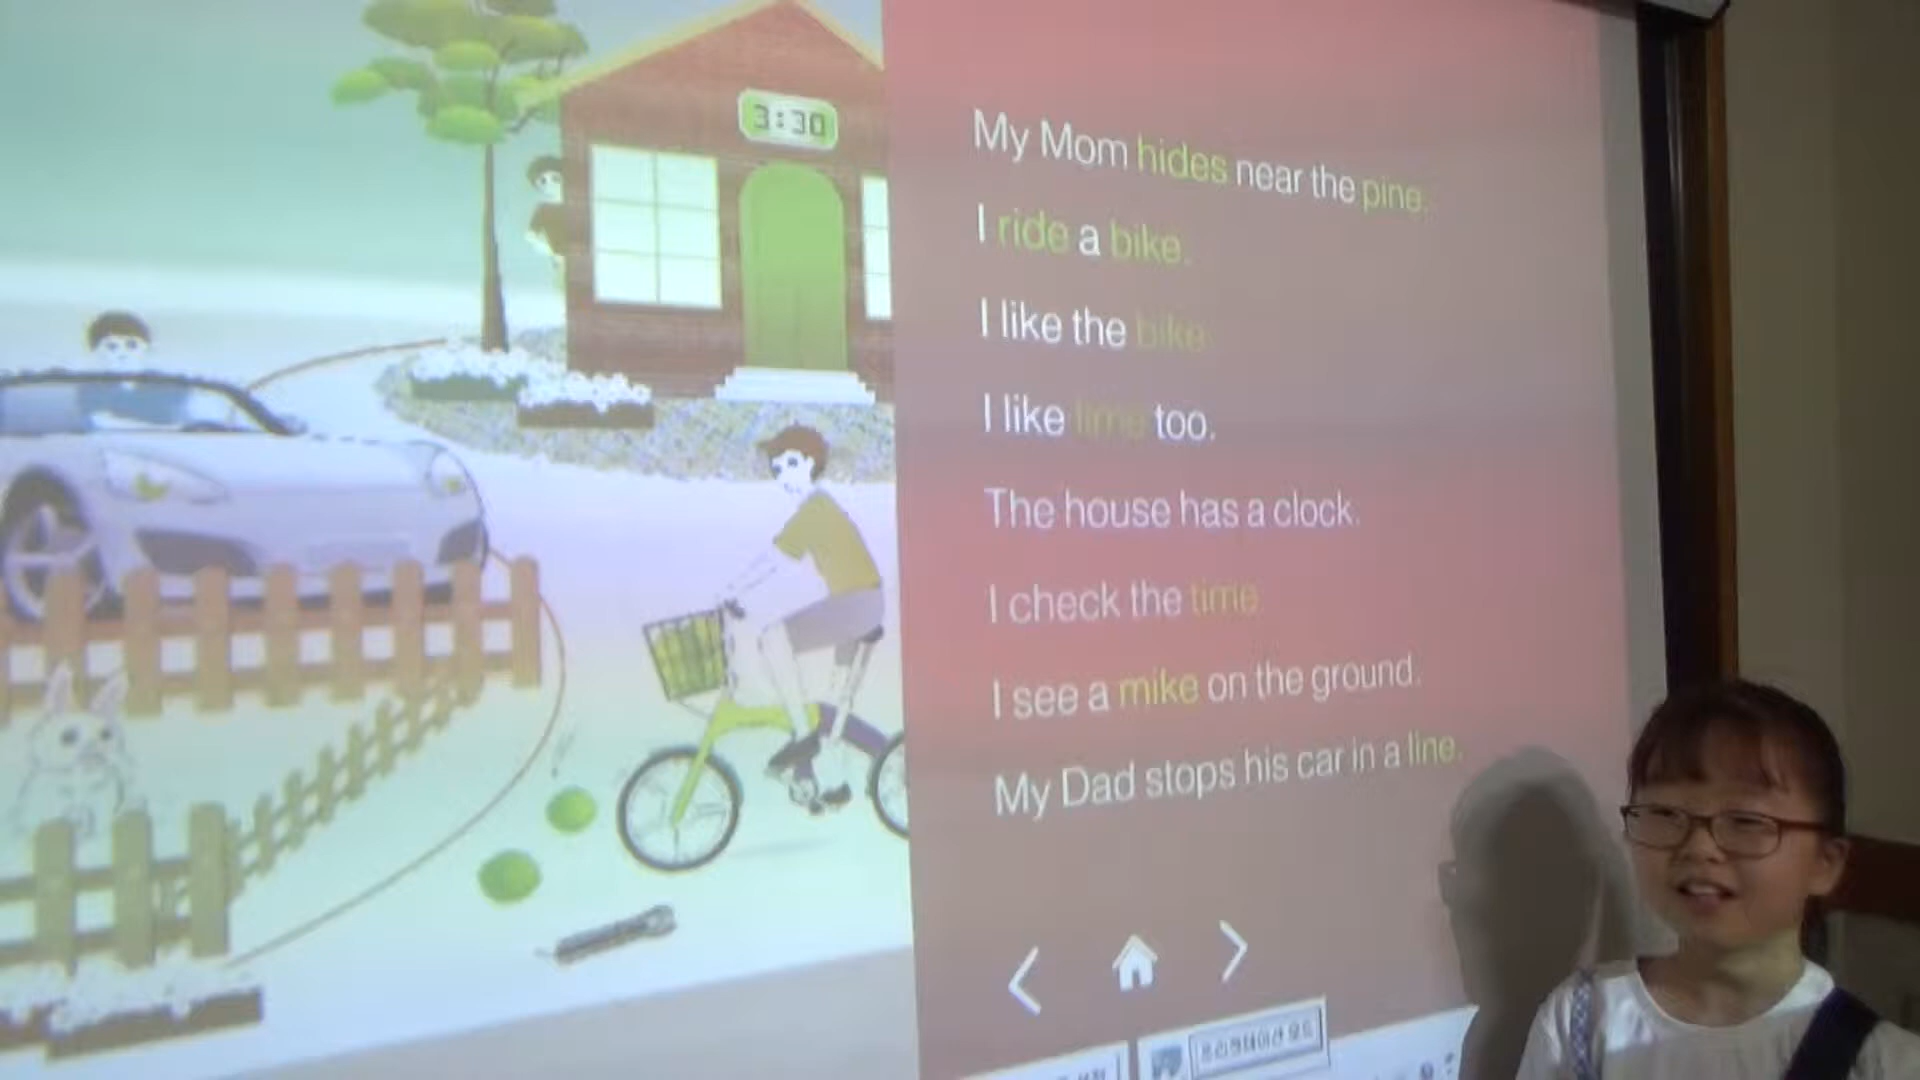 3:30
My Mom hides near the pine.
I ride a bike.
I like the bike.
I like lime too.
The house has a clock.
I check the time
I see a mike on the ground.
My Dad stops his car in a line.